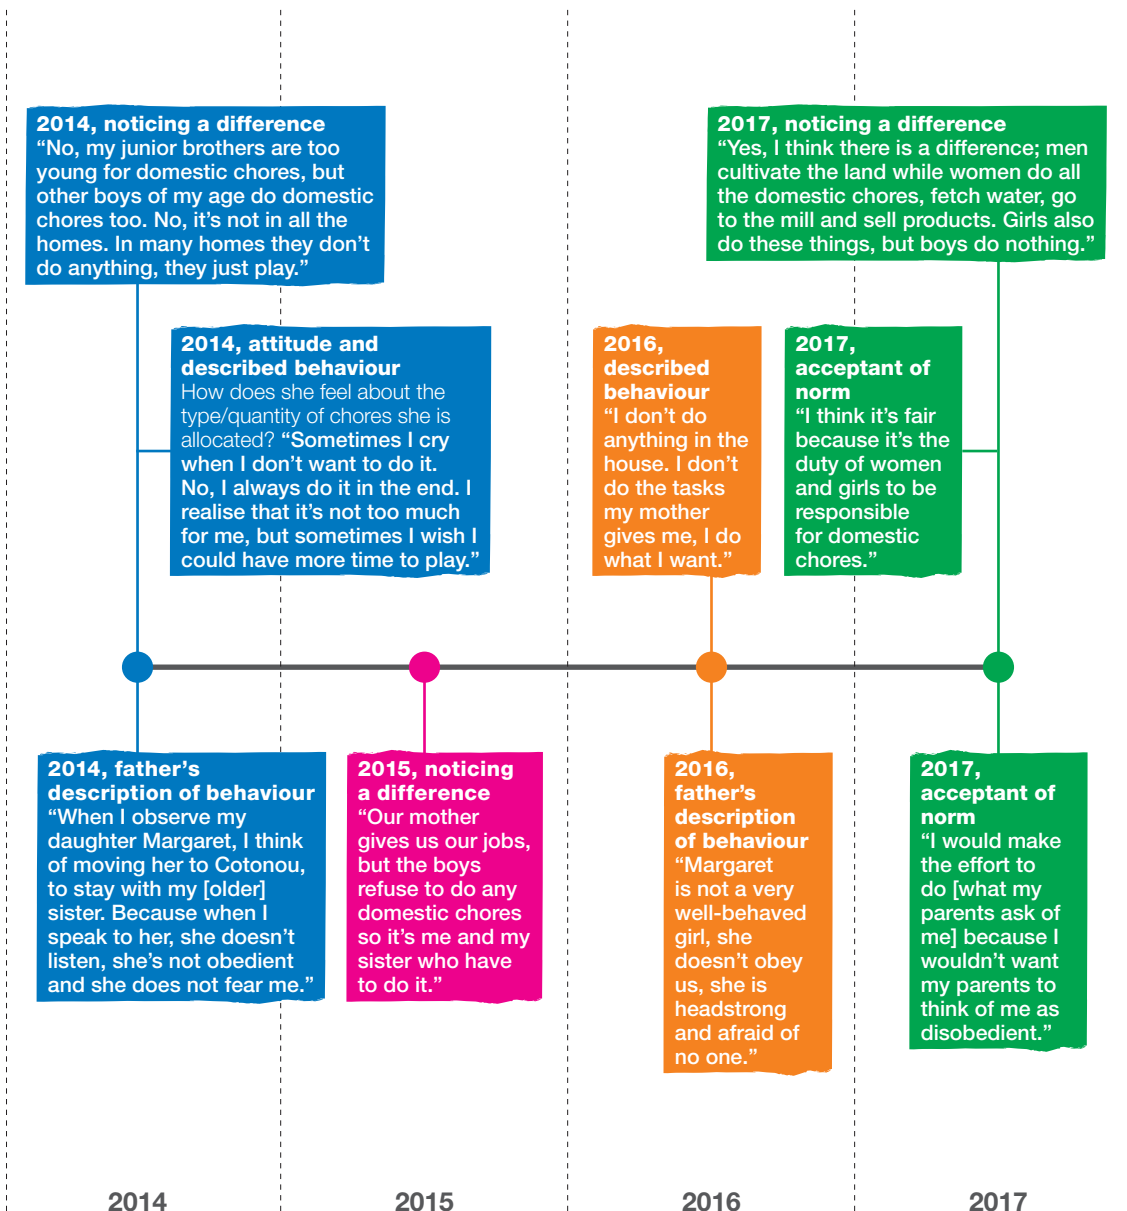 2014, noticing a difference
“No, my junior brothers are too
young for domestic chores, but
other boys of my age do domestic
chores too. No, it’s not in all the
homes. In many homes they don’t
do anything, they just play.”
2017, noticing a difference
“Yes, I think there is a difference; men
cultivate the land while women do all
the domestic chores, fetch water, go
to the mill and sell products. Girls also
do these things, but boys do nothing.”
2014, attitude and
described behaviour
How does she feel about the
type/quantity of chores she is
allocated? “Sometimes I cry
when I don’t want to do it.
No, I always do it in the end. I
realise that it’s not too much
for me, but sometimes I wish I
could have more time to play.”
2016,
described
behaviour
“I don’t do
anything in the
house. I don’t
do the tasks
my mother
gives me, I do
what I want.”
2017,
acceptant of
norm
“I think it’s fair
because it’s the
duty of women
and girls to be
responsible
for domestic
chores.”
2014, father’s
description of behaviour
“When I observe my
daughter Margaret, I think
of moving her to Cotonou,
to stay with my [older]
sister. Because when I
speak to her, she doesn’t
listen, she’s not obedient
and she does not fear me.”
2015, noticing
a difference
“Our mother
gives us our jobs,
but the boys
refuse to do any
domestic chores
so it’s me and my
sister who have
to do it.”
2016,
father’s
description
of behaviour
“Margaret
is not a very
well-behaved
girl, she
doesn’t obey
us, she is
headstrong
and afraid of
no one.”
2017,
acceptant of
norm
“I would make
the effort to
do [what my
parents ask of
me] because I
wouldn’t want
my parents to
think of me as
disobedient.”
2014
2015
2016
2017